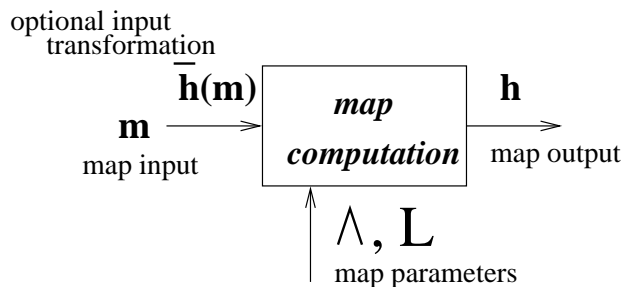 optional input
transformation
h̅(m)
m
map input
map
computation
h
map output
Λ, L
map parameters